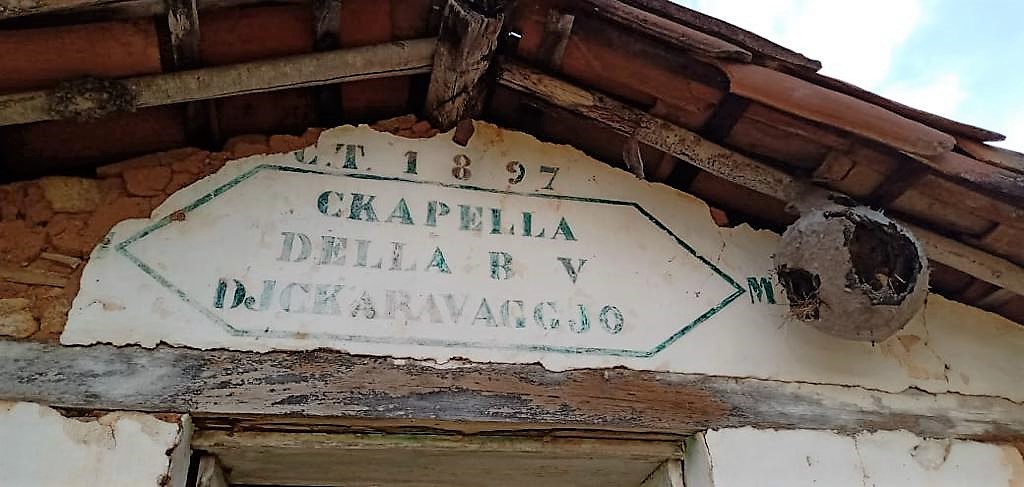 C.T. 1897
CKAPELLA
DELLA B V
DJCKARAVAGGJO
M